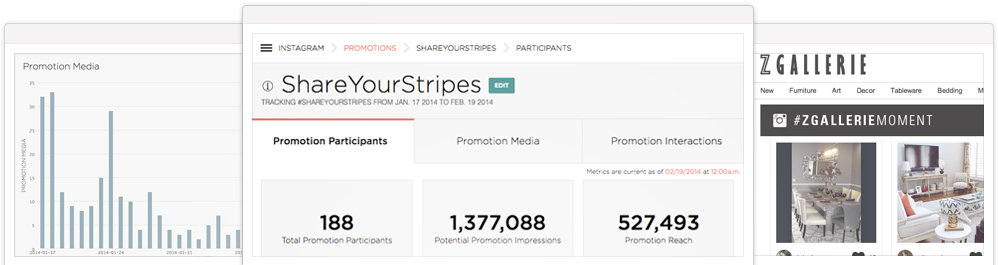 Promotion Media
35
30
25
20
15
10
5
0
PROMOTION MEDIA
2014-01-17
2014-01-24
2014-01-31
INSTAGRAM
PROMOTIONS
SHAREYOURSTRIPES
PARTICIPANTS
ShareYourStripes
EDIT
TRACKING #SHAREYOURSTRIPES FROM JAN. 17 2014 TO FEB. 19 2014
Promotion Participants
Promotion Media
Promotion Interactions
Metrics are current as of 02/19/2014 at 12:00a.m.
188
Total Promotion Participants
1,377,088
Potential Promotion Impressions
527,493
Promotion Reach
Z GALLERIE
New Furniture Art Decor Tableware Bedding M
#ZGALLERIEMOMENT